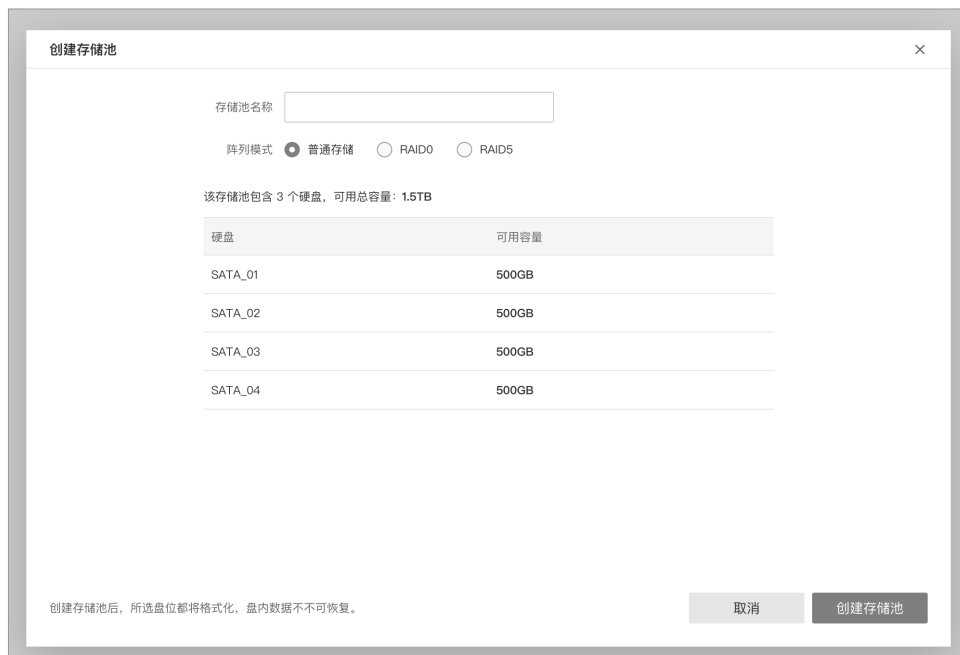 创建存储池
存储池名称
阵列模式 普通存储 RAID0 RAID5
该存储池包含 3 个硬盘，可用总容量：1.5TB
硬盘 可用容量
SATA_01 500GB
SATA_02 500GB
SATA_03 500GB
SATA_04 500GB
创建存储池后，所选盘位都将格式化，盘内数据不不可恢复。 取消 创建存储池